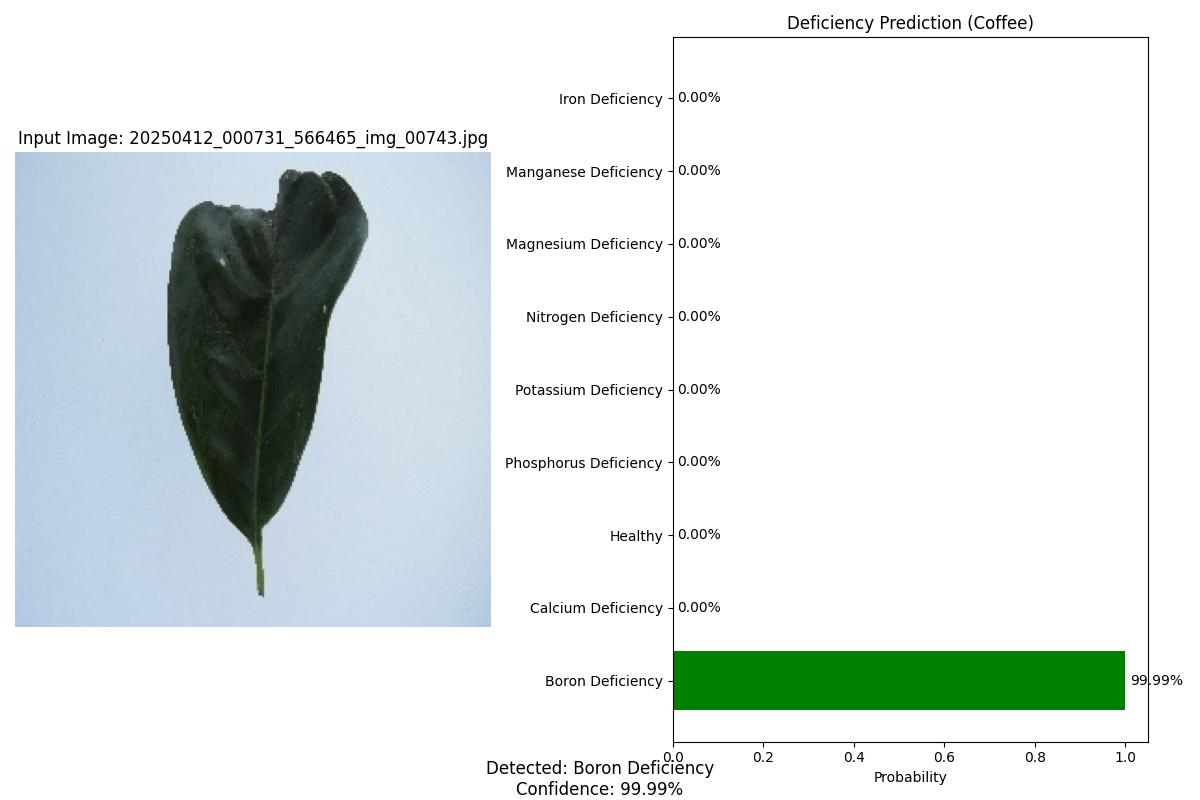 Deficiency Prediction (Coffee)
Input Image: 20250412_000731_566465_img_00743.jpg
Iron Deficiency 0.00%
Manganese Deficiency 0.00%
Magnesium Deficiency 0.00%
Nitrogen Deficiency 0.00%
Potassium Deficiency 0.00%
Phosphorus Deficiency 0.00%
Healthy 0.00%
Calcium Deficiency 0.00%
Boron Deficiency 99.99%
0.0 0.2 0.4 0.6 0.8 1.0
Probability
Detected: Boron Deficiency
Confidence: 99.99%